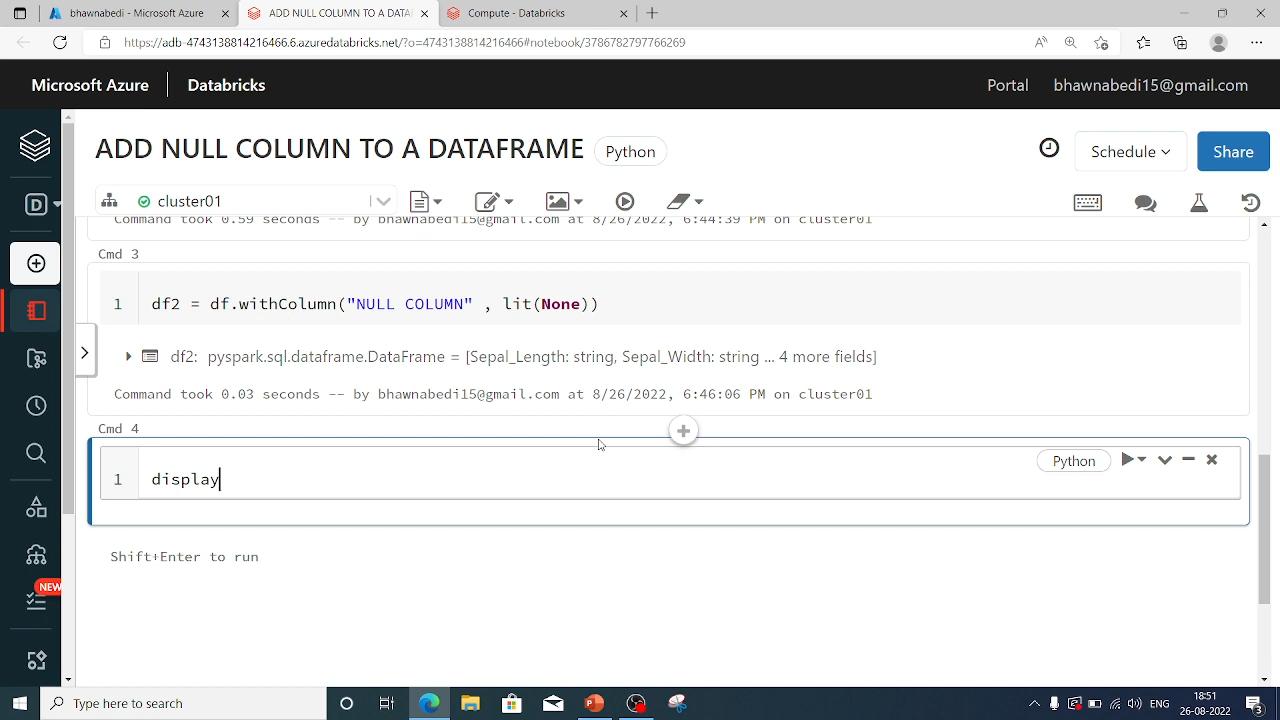 bhawnabedi - Microsoft Azure
ADD NULL COLUMN TO A DATAF
Compute - Databricks
https://adb-4743138814216466.6.azuredatabricks.net/?o=4743138814216466#notebook/3786782797766269
Microsoft Azure
Databricks
Portal
bhawnabedi15@gmail.com
ADD NULL COLUMN TO A DATAFRAME
Python
Schedule
Share
cluster01
Command took 0.59 seconds -- by bhawnabedi15@gmail.com at 8/26/2022, 6:44:39 PM on cluster01
Cmd 3
1 df2 = df.withColumn("NULL COLUMN" , lit(None))
df2: pyspark.sql.dataframe.DataFrame = [Sepal_Length: string, Sepal_Width: string ... 4 more fields]
Command took 0.03 seconds -- by bhawnabedi15@gmail.com at 8/26/2022, 6:46:06 PM on cluster01
Cmd 4
Python
1 display
Shift+Enter to run
D
NEW
Type here to search
ENG
18:51
26-08-2022
3